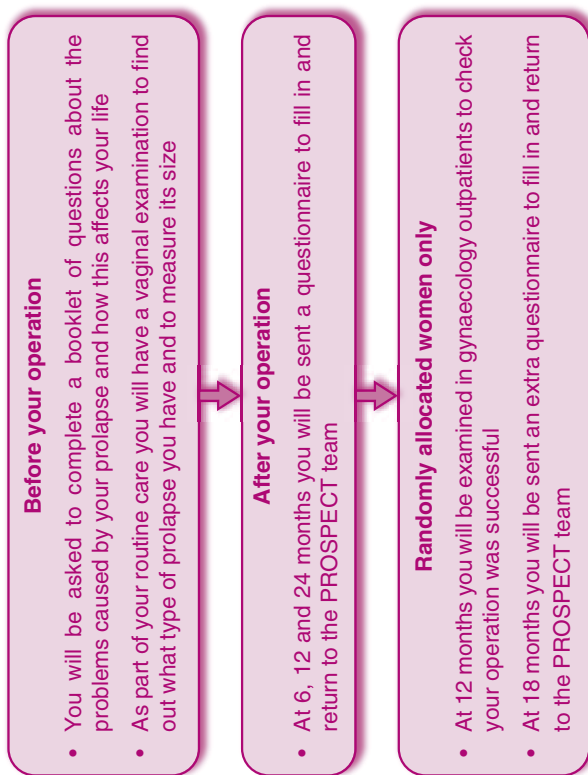 Before your operation
• You will be asked to complete a booklet of questions about the
problems caused by your prolapse and how this affects your life
• As part of your routine care you will have a vaginal examination to find
out what type of prolapse you have and to measure its size
After your operation
• At 6, 12 and 24 months you will be sent a questionnaire to fill in and
return to the PROSPECT team
Randomly allocated women only
• At 12 months you will be examined in gynaecology outpatients to check
your operation was successful
• At 18 months you will be sent an extra questionnaire to fill in and return
to the PROSPECT team